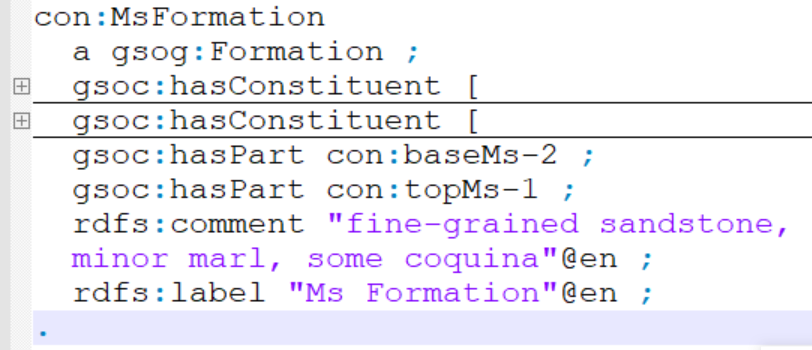 con:MsFormation
a gsog:Formation ;
gsoc:hasConstituent [
gsoc:hasConstituent [
gsoc:hasPart con:baseMs-2 ;
gsoc:hasPart con:topMs-1 ;
rdfs:comment "fine-grained sandstone,
minor marl, some coquina"@en ;
rdfs:label "Ms Formation"@en ;
.